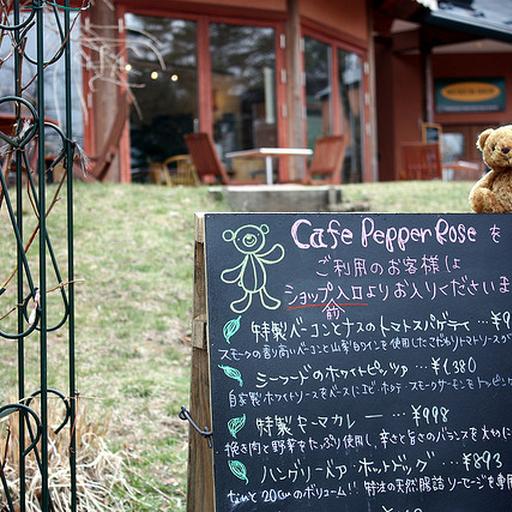 Cafe Pepper Rose を
ご利用のお客様は
ショップ入口よりお入りくださいま
前
特製ベーコンとナスのトマトスパゲティ …¥9
スモークの香り高いベーコンと山梨白ワインを使用したこだわりトマトソースが
シーフードのホワイトピッツァ …¥1,380
自家製ホワイトソースをベースにエビ・ホタテ・スモークサーモンをトッピン
特製キーマカレー …¥998
挽き肉と野菜をたっぷり使用し、辛さと旨さのバランスを大切に
ハングリーベア・ホットドッグ …¥893
なんと20cmのボリューム!! 特注の天然腸詰ソーセージを専用